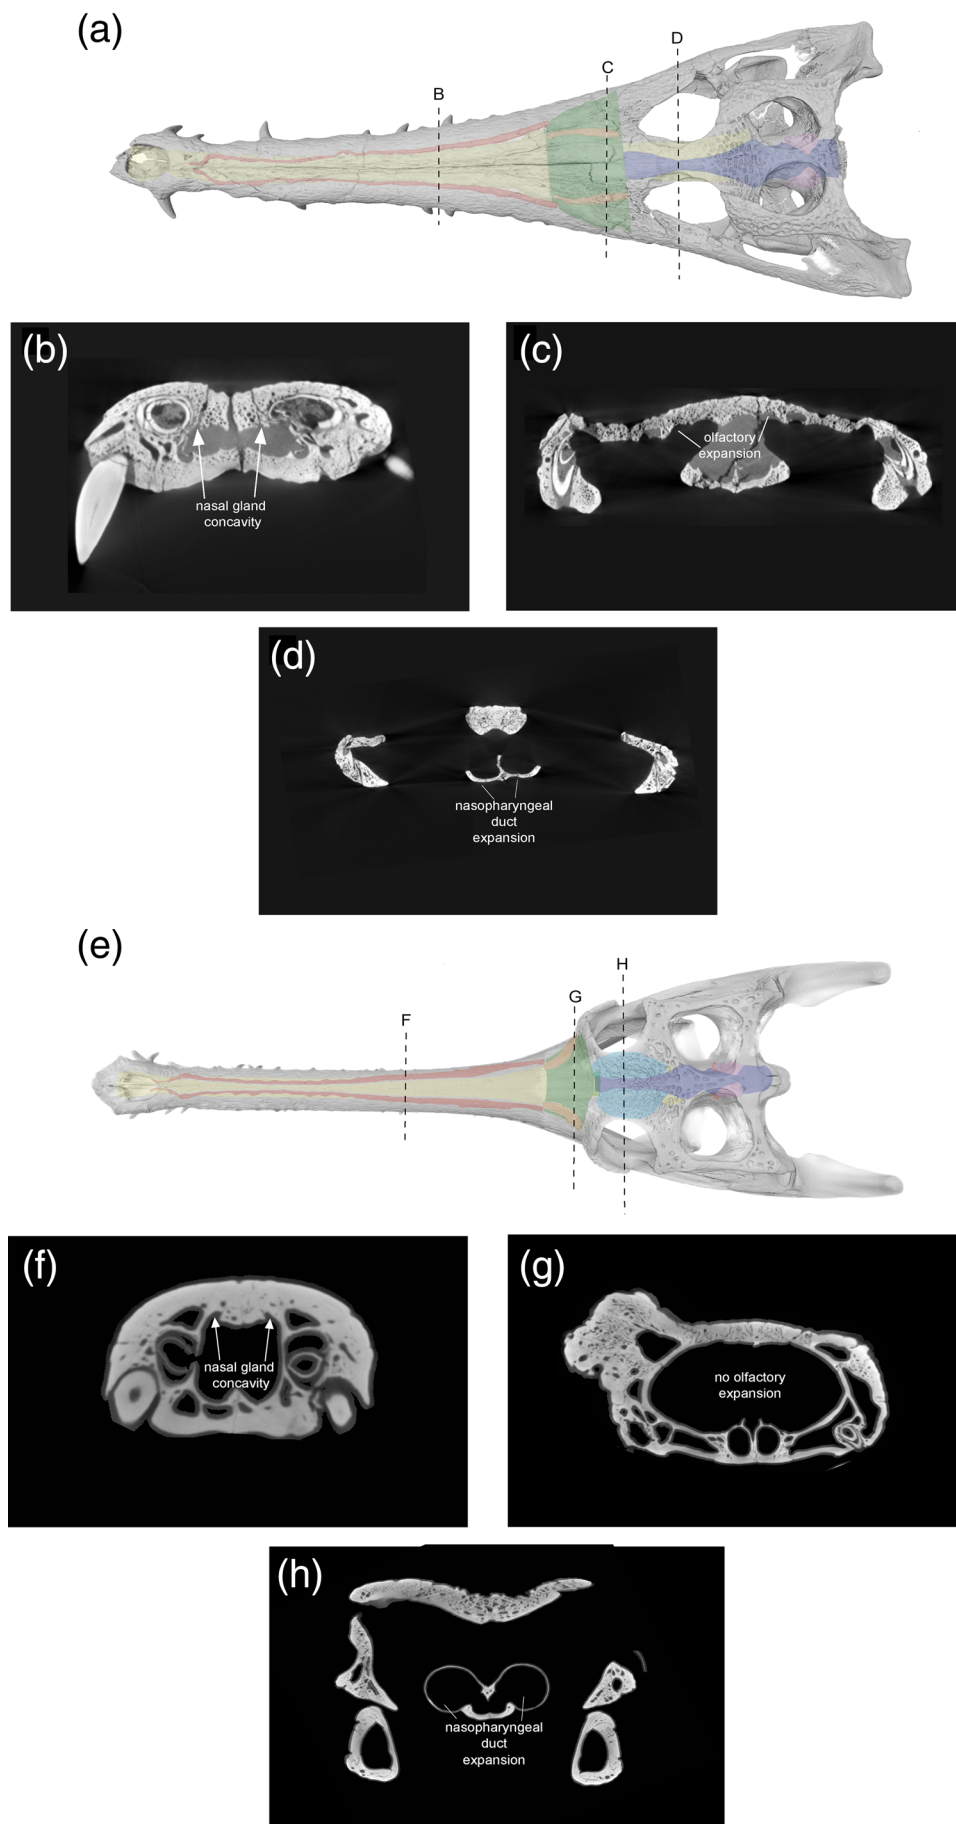 (a)
D
C
B
(b)
nasal gland
concavity
(c)
olfactory
expansion
(d)
nasopharyngeal
duct
expansion
(e)
H
G
F
(f)
nasal gland
concavity
(g)
no olfactory
expansion
(h)
nasopharyngeal
duct
expansion